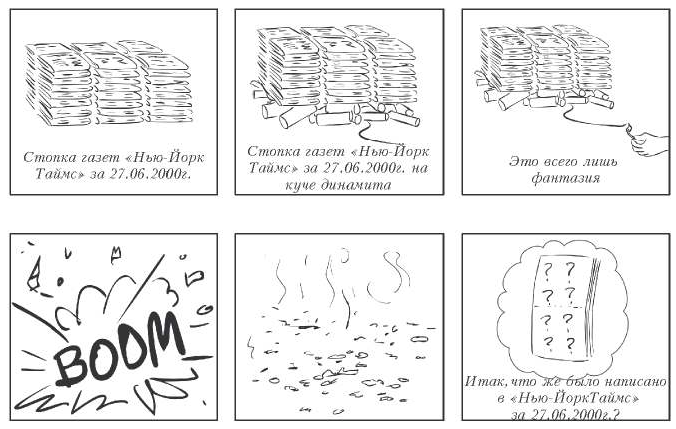 Стопка газет «Нью-Йорк
Таймс» за 27.06.2000г.
Стопка газет «Нью-Йорк
Таймс» за 27.06.2000г. на
куче динамита
Это всего лишь
фантазия
BOOM
? ?
? ?
? ?
? ?
Итак, что же было написано
в «Нью-ЙоркТаймс»
за 27.06.2000г.?